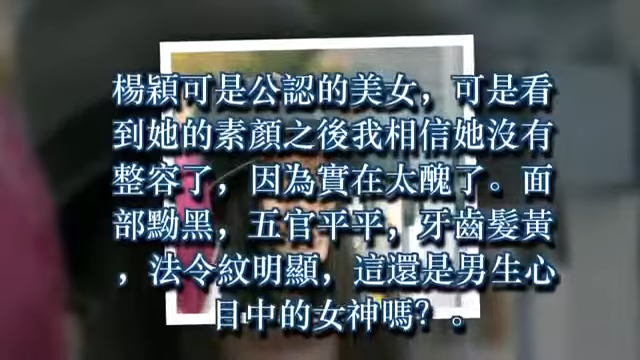 楊穎可是公認的美女，可是看
到她的素顏之後我相信她沒有
整容了，因為實在太醜了。面
部黝黑，五官平平，牙齒髮黃
，法令紋明顯，這還是男生心
目中的女神嗎？。